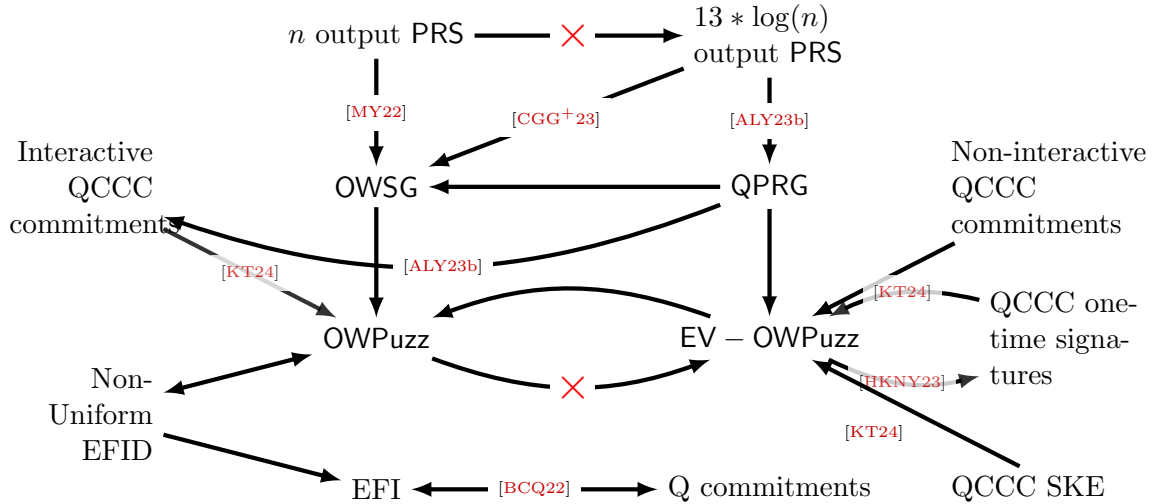 n output PRS
13 ∗ log(n)
output PRS
[MY22]
[CGG+23]
[ALY23b]
Interactive
QCCC
commitments
OWSG
QPRG
Non-interactive
QCCC
commitments
[KT24]
[ALY23b]
[KT24]
OWPuzz
EV − OWPuzz
QCCC one-
time signa-
tures
Non-
Uniform
EFID
[HKNY23]
[KT24]
EFI
[BCQ22]
Q commitments
QCCC SKE